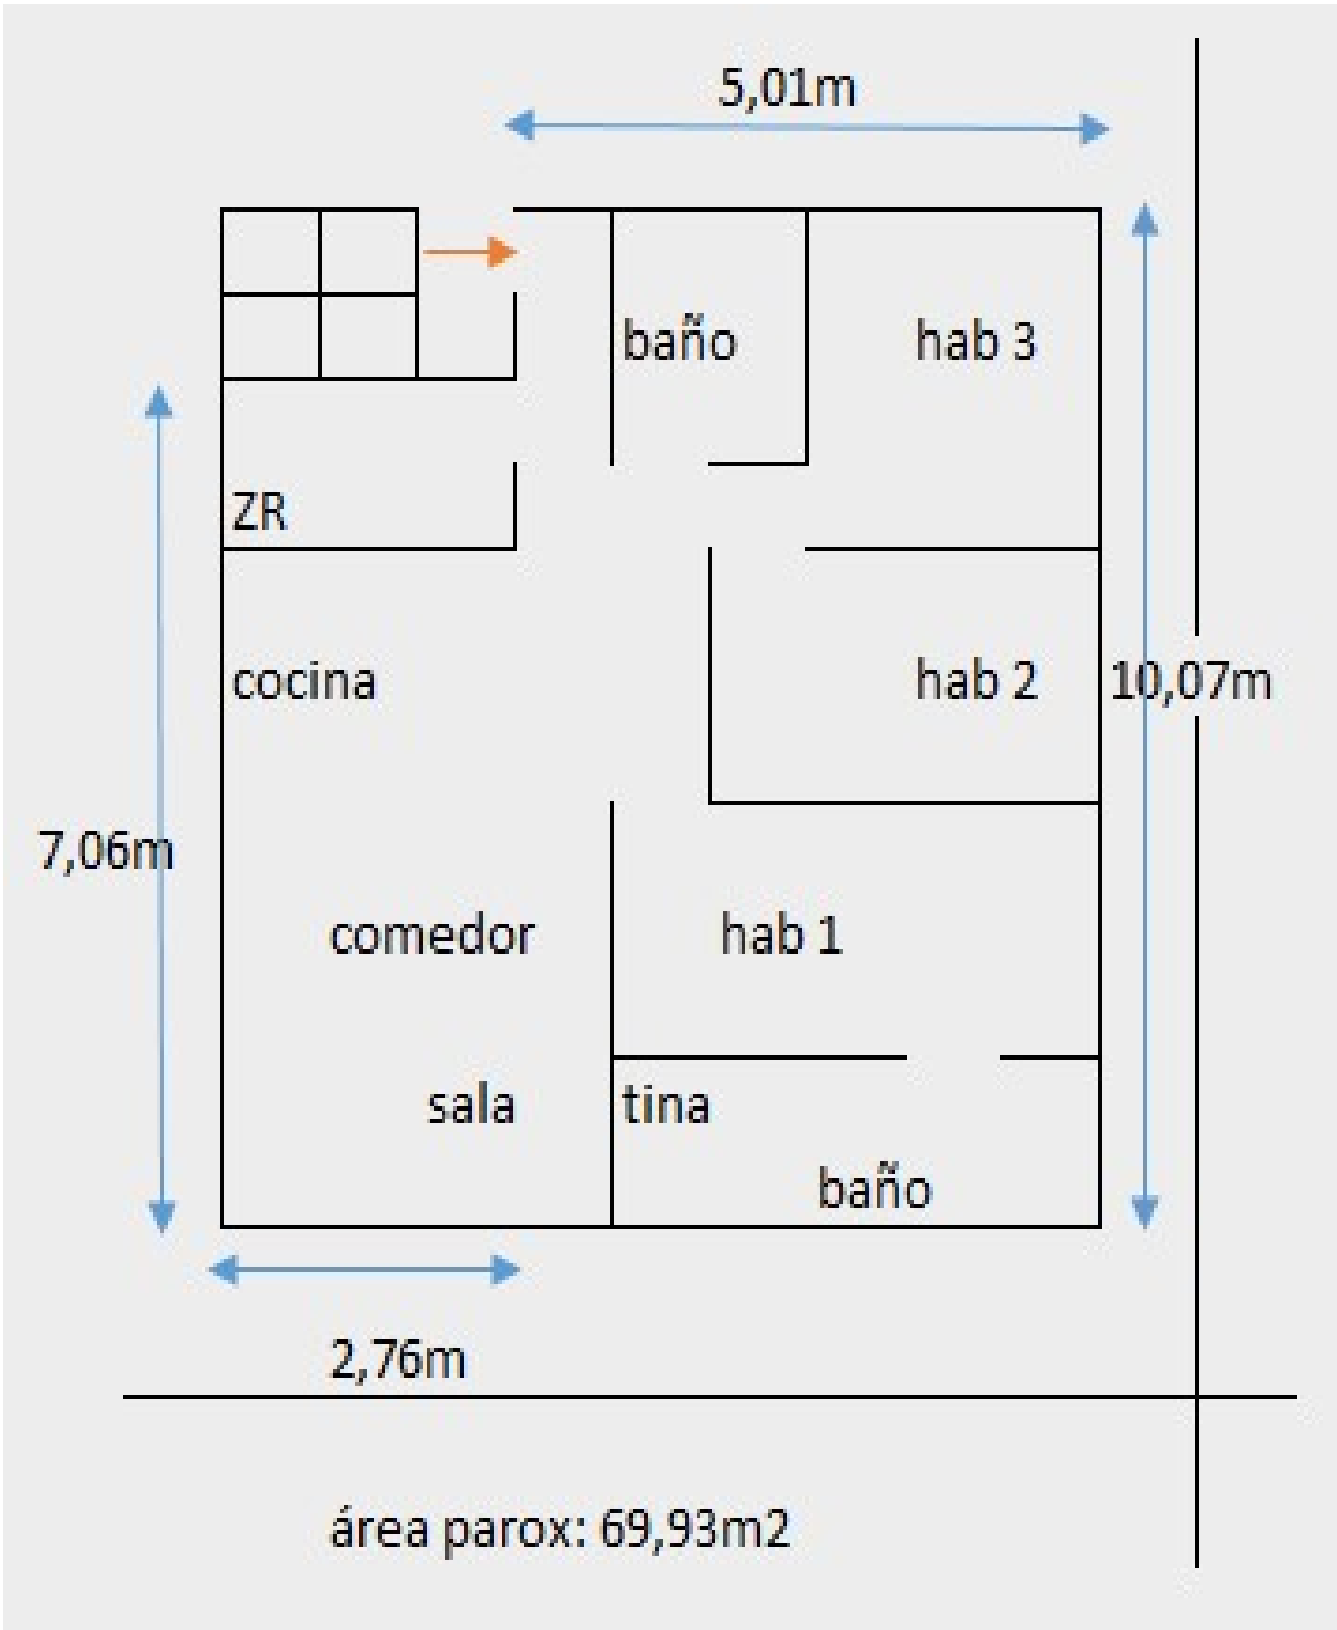 5,01m
baño
hab 3
ZR
cocina
hab 2
10,07m
7,06m
comedor
hab 1
sala
tina
baño
2,76m
área parox: 69,93m2